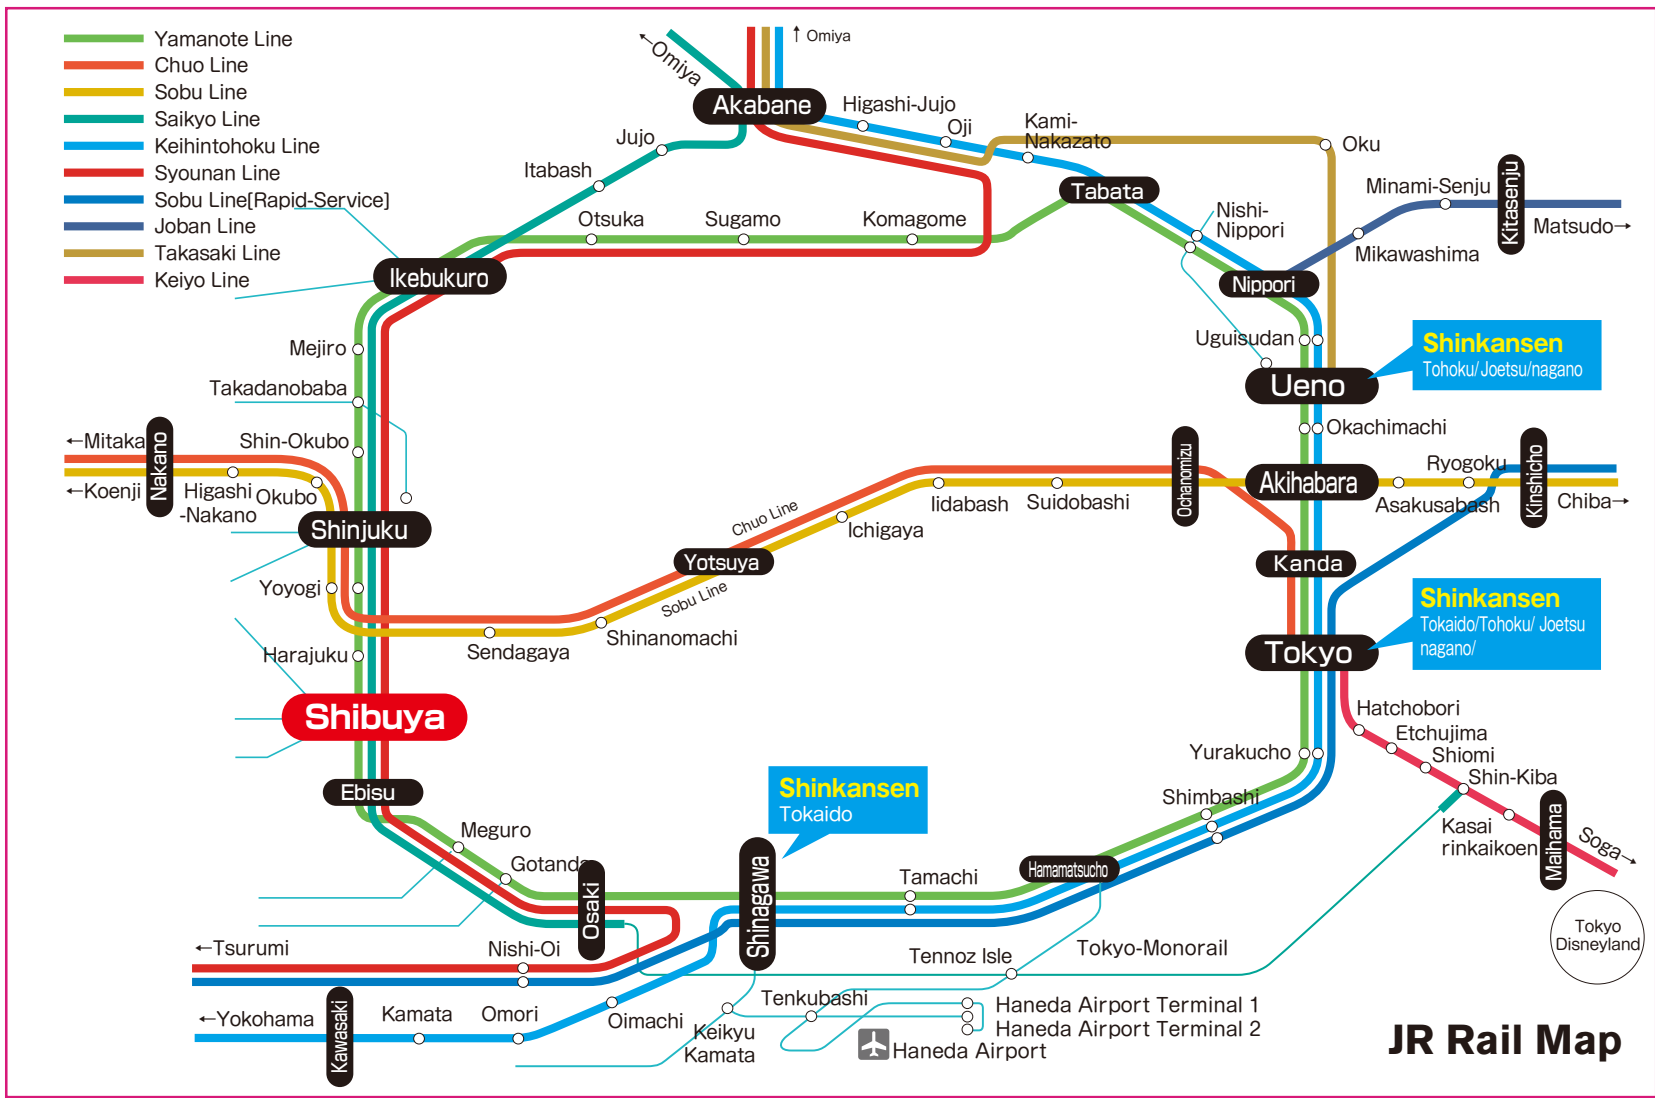 Yamanote Line
Chuo Line
Sobu Line
Saikyo Line
Keihintohoku Line
Syounan Line
Sobu Line[Rapid-Service]
Joban Line
Takasaki Line
Keiyo Line
←Omiya
↑ Omiya
Akabane
Higashi-Jujo
Oji
Kami-
Nakazato
Oku
Jujo
Itabash
Tabata
Minami-Senju
Kitasenju
Matsudo→
Mikawashima
Otsuka
Sugamo
Komagome
Nishi-
Nippori
Ikebukuro
Nippori
Mejiro
Uguisudan
Shinkansen
Tohoku/Joetsu/nagano
Takadanobaba
Ueno
←Mitaka
Nakano
Shin-Okubo
Okachimachi
←Koenji
Higashi
-Nakano
Okubo
Ochanomizu
Akihabara
Ryogoku
Kinshicho
Asakusabash
Chiba→
Iidabash
Suidobashi
Chuo Line
Ichigaya
Shinjuku
Yotsuya
Kanda
Sobu Line
Yoyogi
Shinanomachi
Shinkansen
Tokaido/Tohoku/ Joetsu
nagano/
Harajuku
Sendagaya
Tokyo
Shibuya
Hatchobori
Etchujima
Shiomi
Shin-Kiba
Yurakucho
Ebisu
Shinkansen
Tokaido
Shimbashi
Kasai
rinkaikoen
Maihama
Soga→
Meguro
Gotanda
Hamamatsucho
Tamachi
Osaki
Shinagawa
Tokyo
Disneyland
←Tsurumi
Nishi-Oi
Tennoz Isle
Tokyo-Monorail
←Yokohama
Kawasaki
Kamata
Omori
Oimachi
Keikyu
Kamata
Tenkubashi
Haneda Airport Terminal 1
Haneda Airport Terminal 2
Haneda Airport
JR Rail Map